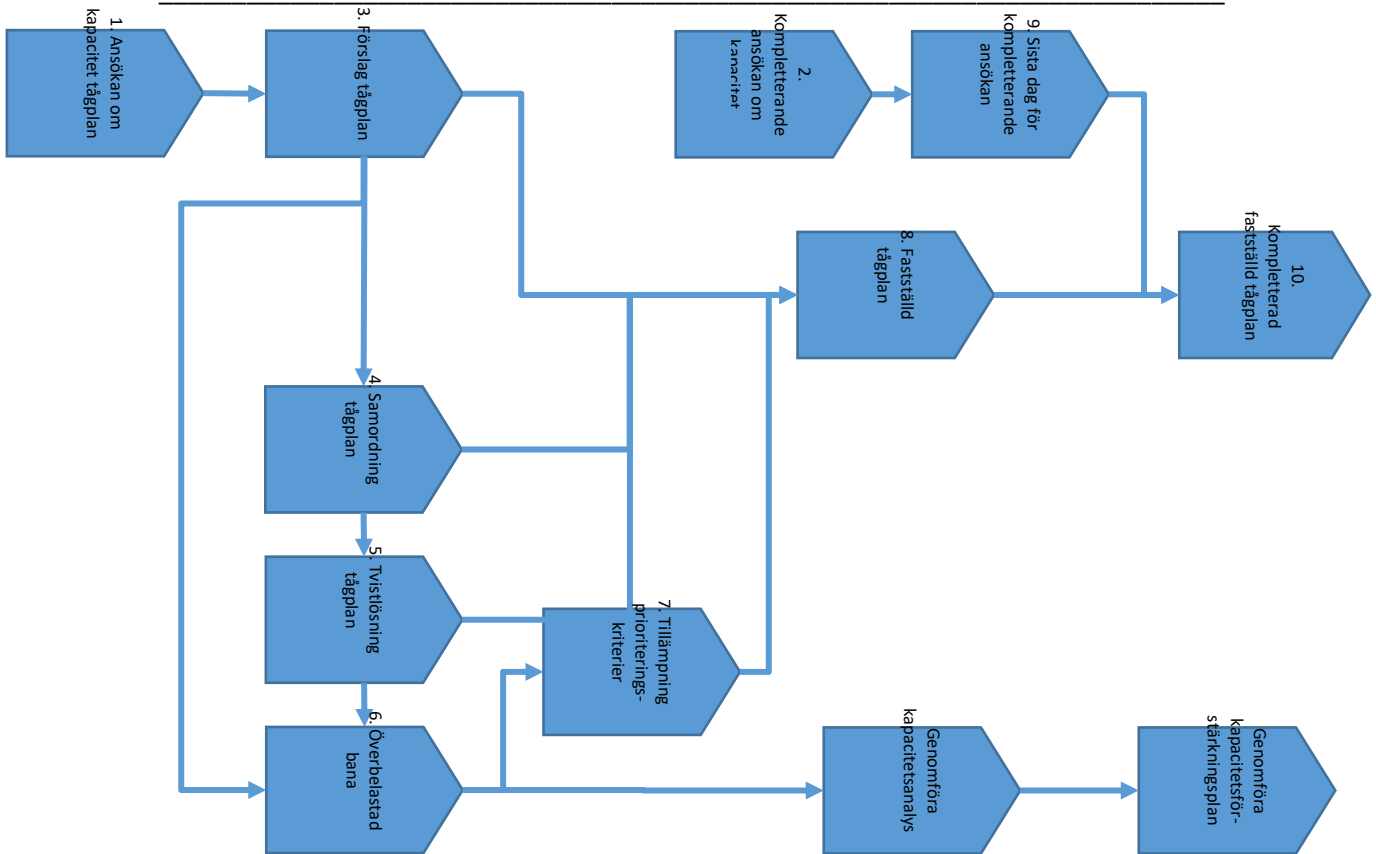 1. Ansökan om
kapacitet tågplan
3. Förslag tågplan
2.
Kompletterande
ansökan om
kapacitet
9. Sista dag för
kompletterande
ansökan
10.
Kompletterad
fastställd tågplan
8. Fastställd
tågplan
4. Samordning
tågplan
5. Tvistlösning
tågplan
7. Tillämpning
prioriterings-
kriterier
6. Överbelastad
bana
Genomföra
kapacitetsanalys
Genomföra
kapacitetsför-
stärkningsplan